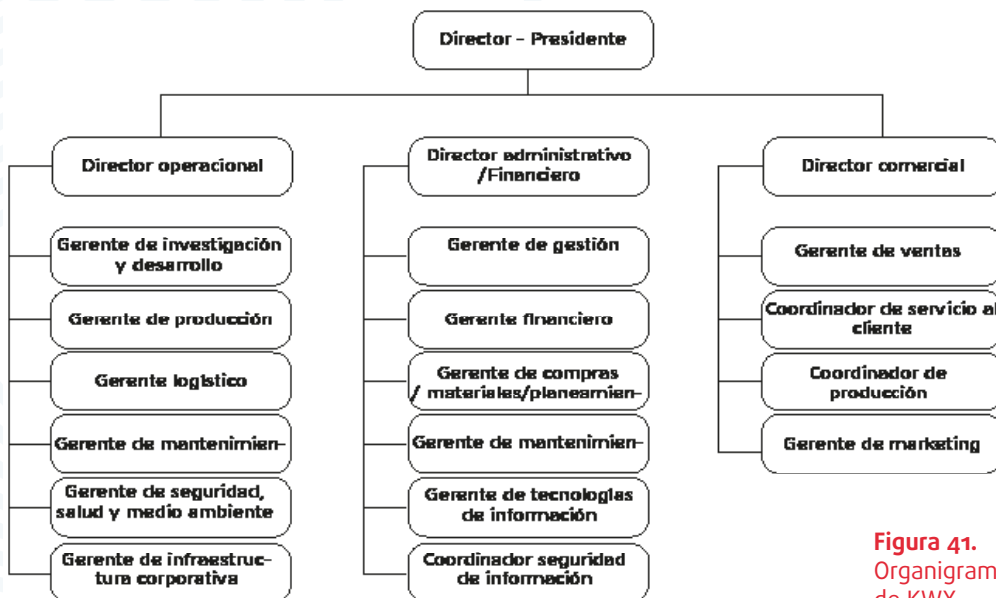 Director - Presidente
Director operacional
Gerente de investigación
y desarrollo
Gerente de producción
Gerente logístico
Gerente de mantenimien-
Gerente de seguridad,
salud y medio ambiente
Gerente de infraestruc-
tura corporativa
Director administrativo
/Financiero
Gerente de gestión
Gerente financiero
Gerente de compras
/ materiales/planeamien-
Gerente de mantenimien-
Gerente de tecnologías
de información
Coordinador seguridad
de información
Director comercial
Gerente de ventas
Coordinador de servicio al
cliente
Coordinador de
producción
Gerente de marketing
Figura 41.
Organigram
de KWX